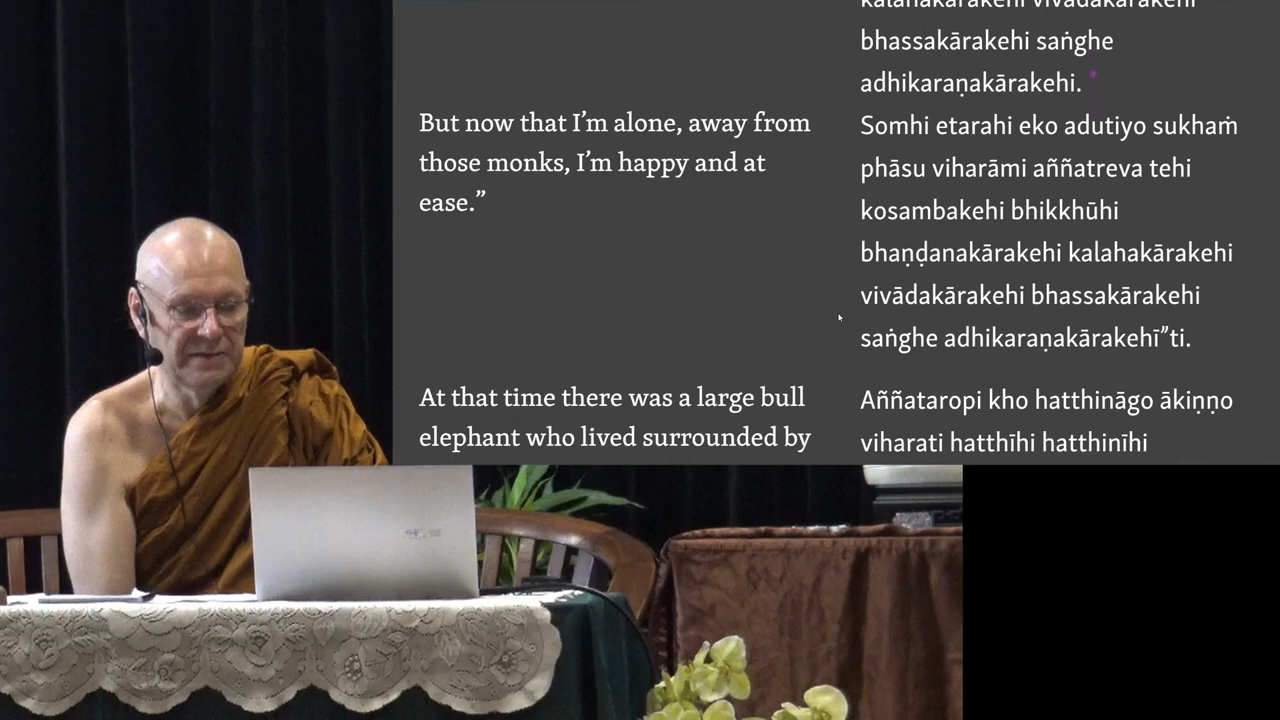 But now that I’m alone, away from
those monks, I’m happy and at
ease.”
At that time there was a large bull
elephant who lived surrounded by
kalahakārakehi vivādakārakehi
bhassakārakehi saṅghe
adhikaraṇakārakehi. *
Somhi etarahi eko adutiyo sukhaṁ
phāsu viharāmi aññatreva tehi
kosambakehi bhikkhūhi
bhaṇḍanakārakehi kalahakārakehi
vivādakārakehi bhassakārakehi
saṅghe adhikaraṇakārakehī”ti.
Aññataropi kho hatthināgo ākiṇṇo
viharati hatthīhi hatthinīhi